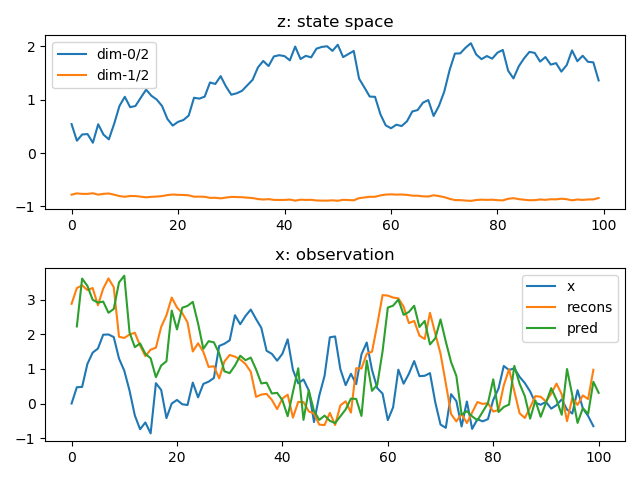 z: state space
dim-0/2
dim-1/2
2
1
0
−1
0 20 40 60 80 100
x: observation
x
recons
pred
3
2
1
0
−1
0 20 40 60 80 100